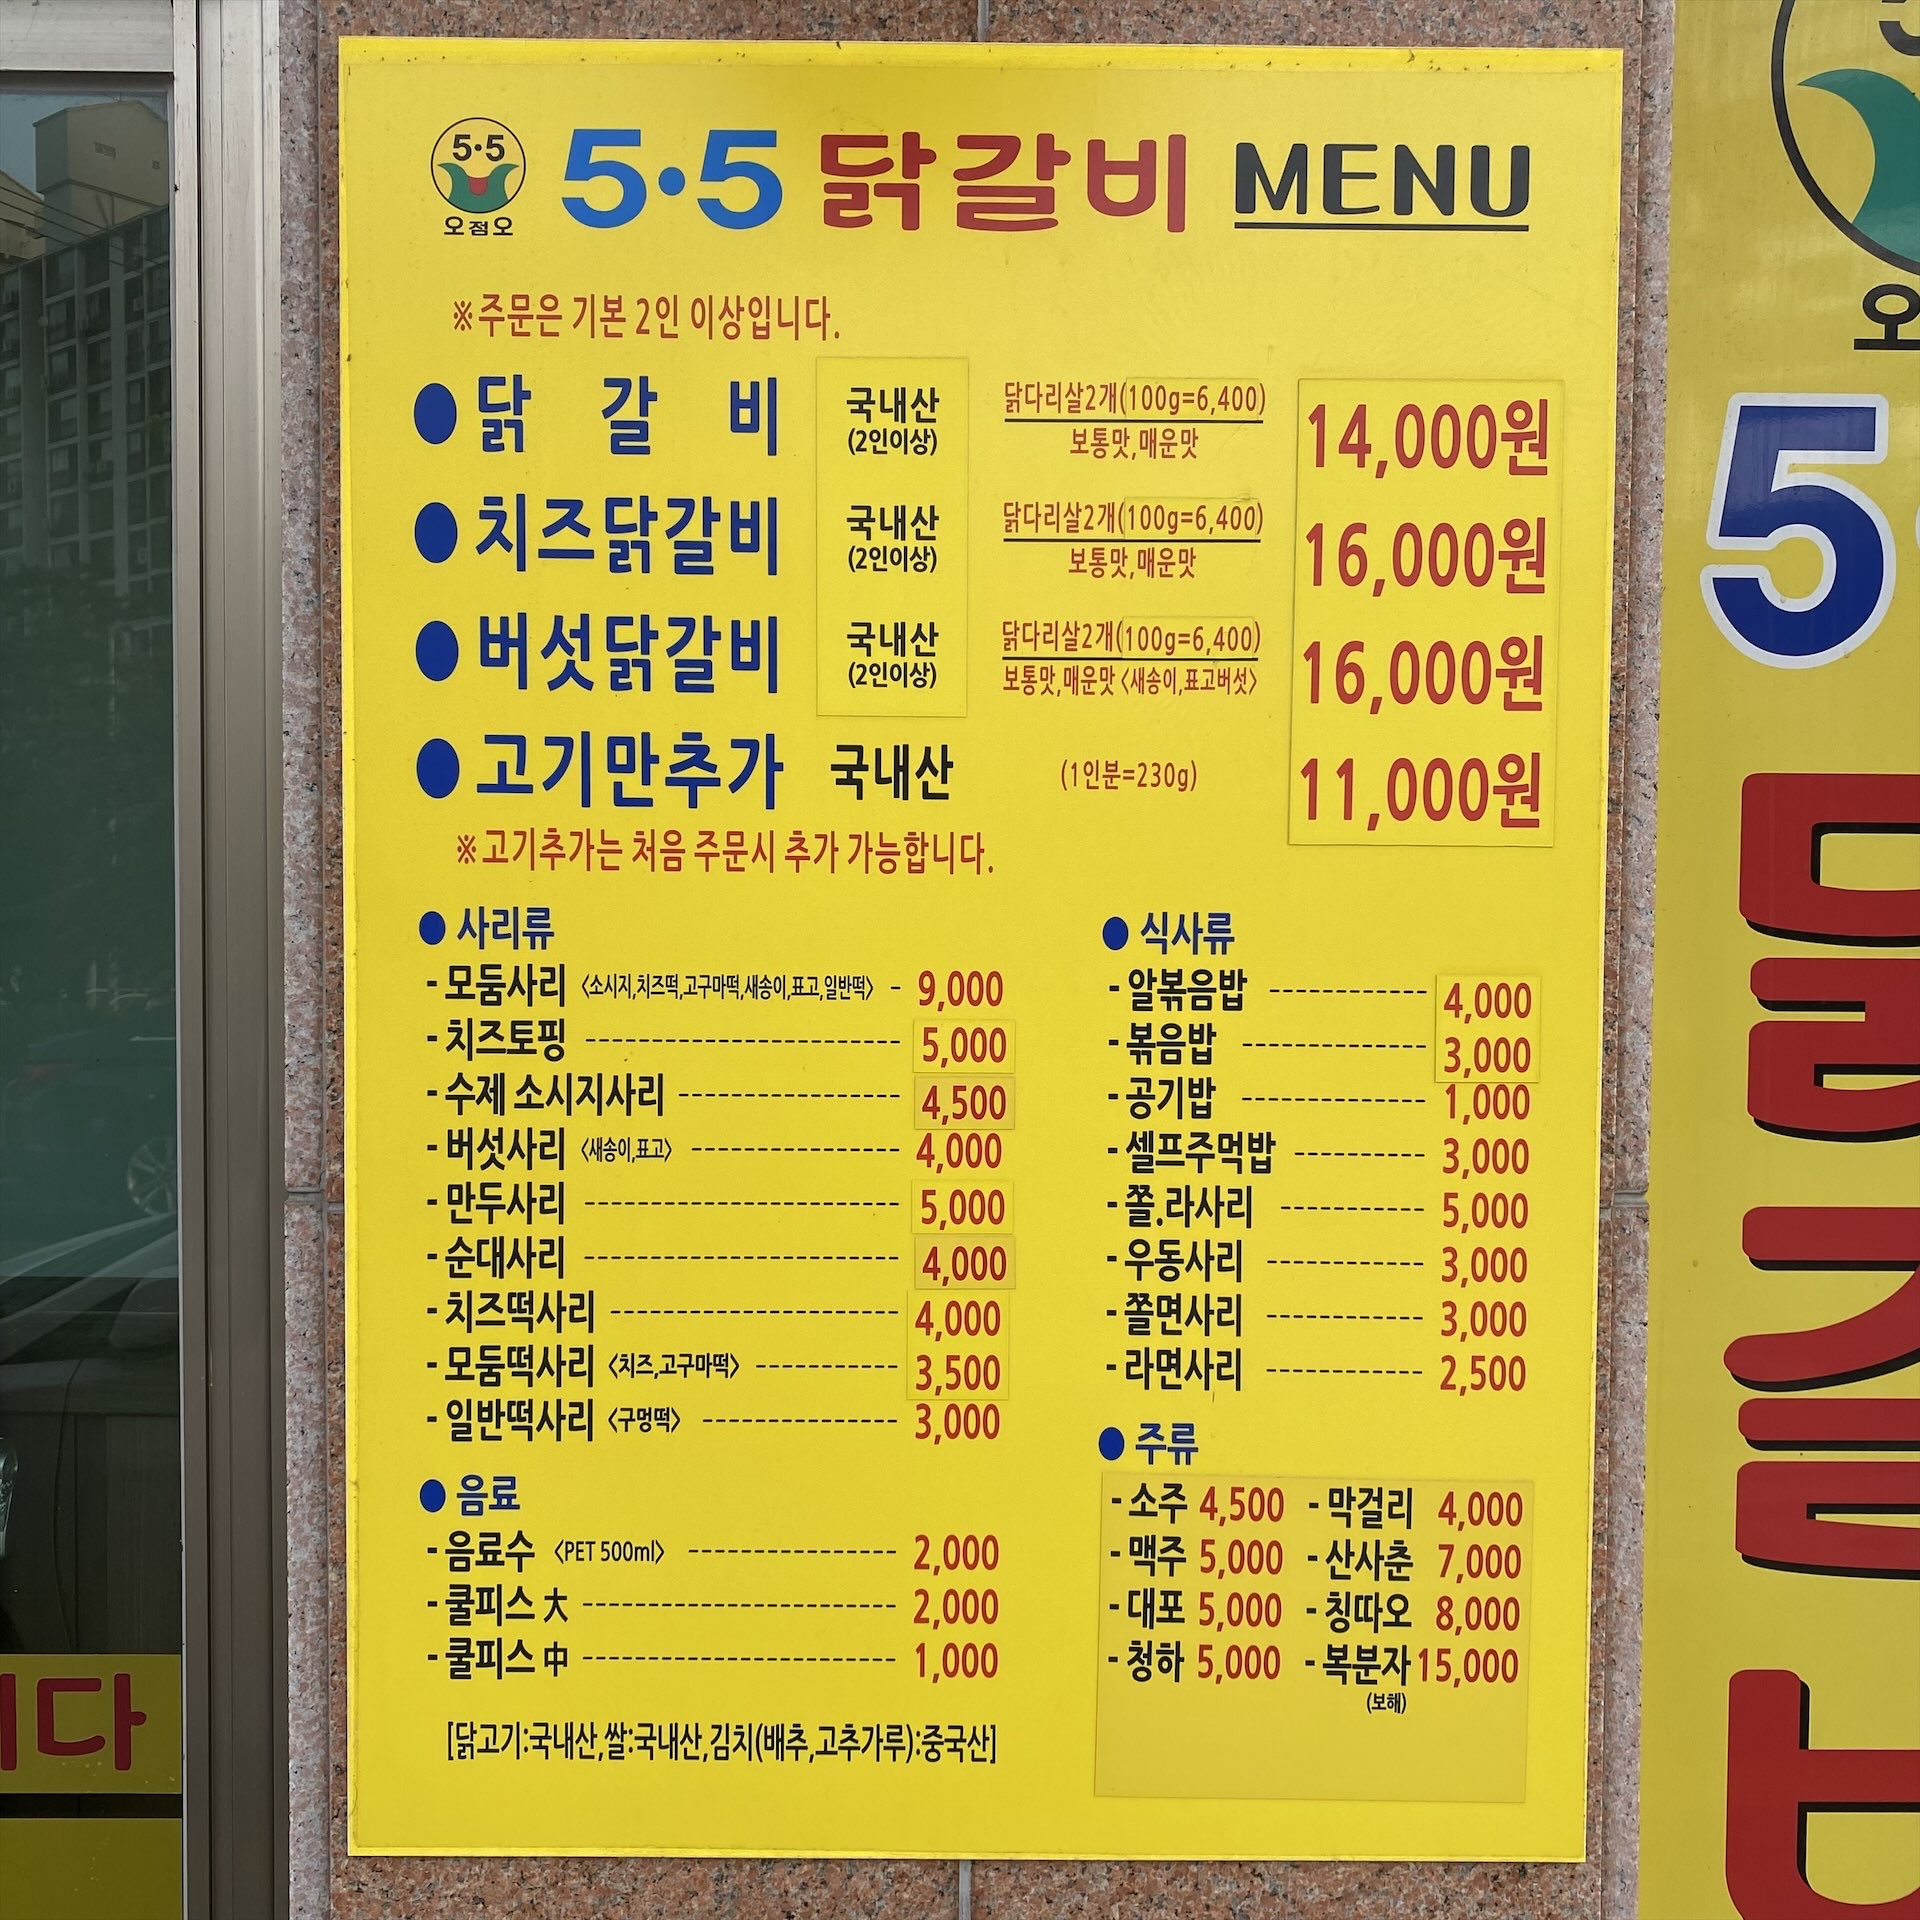 5·5
오점오
5·5 닭갈비 MENU
※주문은 기본 2인 이상입니다.
● 닭 갈 비 국내산 (2인이상) 닭다리살2개(100g=6,400) 보통맛,매운맛 14,000원
● 치즈닭갈비 국내산 (2인이상) 닭다리살2개(100g=6,400) 보통맛,매운맛 16,000원
● 버섯닭갈비 국내산 (2인이상) 닭다리살2개(100g=6,400) 보통맛,매운맛〈새송이,표고버섯〉 16,000원
● 고기만추가 국내산 (1인분=230g) 11,000원
※고기추가는 처음 주문시 추가 가능합니다.
● 사리류
- 모둠사리 〈소시지,치즈떡,고구마떡,새송이,표고,일반떡〉 - 9,000
- 치즈토핑 5,000
- 수제 소시지사리 4,500
- 버섯사리 〈새송이,표고〉 4,000
- 만두사리 5,000
- 순대사리 4,000
- 치즈떡사리 4,000
- 모둠떡사리 〈치즈,고구마떡〉 3,500
- 일반떡사리 〈구멍떡〉 3,000
● 음료
- 음료수 〈PET 500ml〉 2,000
- 쿨피스 大 2,000
- 쿨피스 中 1,000
[닭고기:국내산,쌀:국내산,김치(배추,고추가루):중국산]
● 식사류
- 알볶음밥 4,000
- 볶음밥 3,000
- 공기밥 1,000
- 셀프주먹밥 3,000
- 쫄.라사리 5,000
- 우동사리 3,000
- 쫄면사리 3,000
- 라면사리 2,500
● 주류
- 소주 4,500 - 막걸리 4,000
- 맥주 5,000 - 산사춘 7,000
- 대포 5,000 - 칭따오 8,000
- 청하 5,000 - 복분자 15,000
(보해)
니다
오
5
닭
갈
비